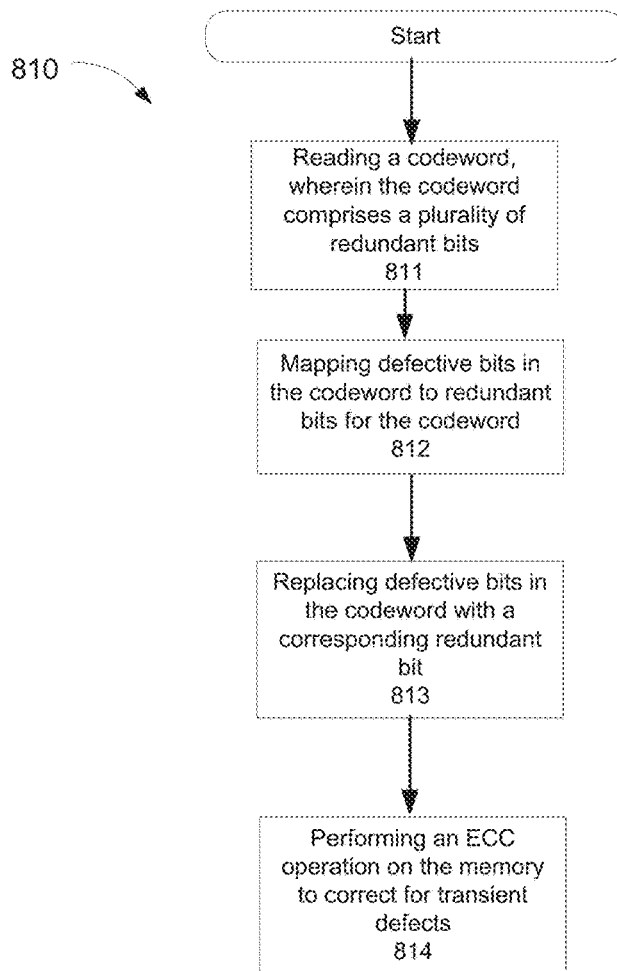 Start
810
Reading a codeword,
wherein the codeword
comprises a plurality of
redundant bits
811
Mapping defective bits in
the codeword to redundant
bits for the codeword
812
Replacing defective bits in
the codeword with a
corresponding redundant
bit
813
Performing an ECC
operation on the memory
to correct for transient
defects
814